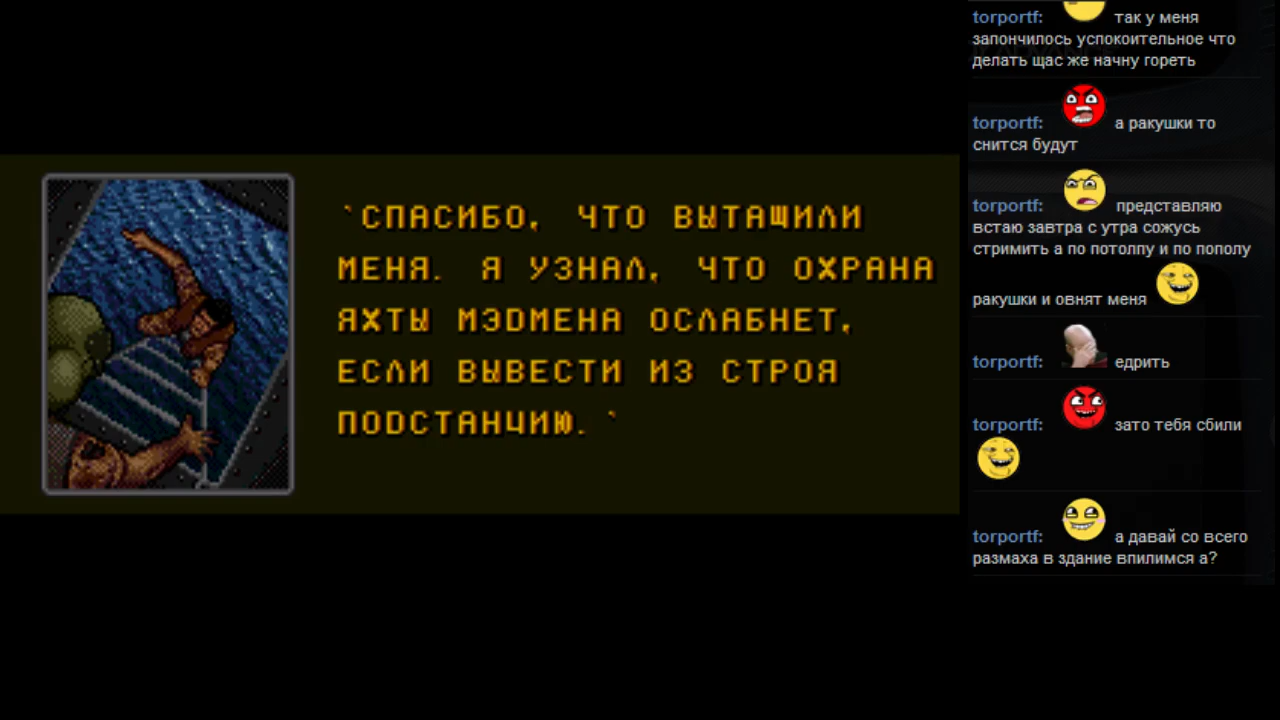 `СПАСИБО, ЧТО ВЫТАЩИЛИ
МЕНЯ. Я УЗНАЛ, ЧТО ОХРАНА
ЯХТЫ МЭДМЕНА ОСЛАБНЕТ,
ЕСЛИ ВЫВЕСТИ ИЗ СТРОЯ
ПОДСТАНЧИЮ. `
torportf: так у меня
запончилось успокоительное что
делать щас же начну гореть
torportf: а ракушки то
снится будут
torportf: представляю
встаю завтра с утра сожусь
стримить а по потолпу и по пополу
ракушки и овнят меня
torportf: едрить
torportf: зато тебя сбили
torportf: а давай со всего
размаха в здание впилимся а?